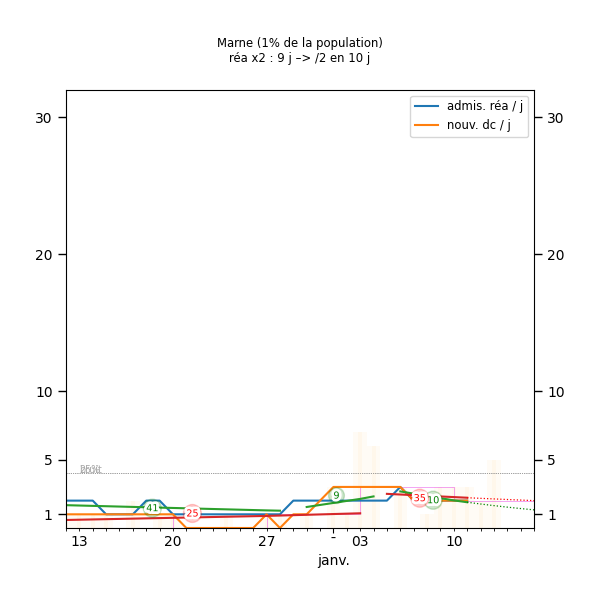 Marne (1% de la population)
réa x2 : 9 j –> /2 en 10 j
admis. réa / j
nouv. dc / j
30 30
20 20
10 10
5 5
1 1
41 25 9 35 10
13 20 27 - 03 10
janv.